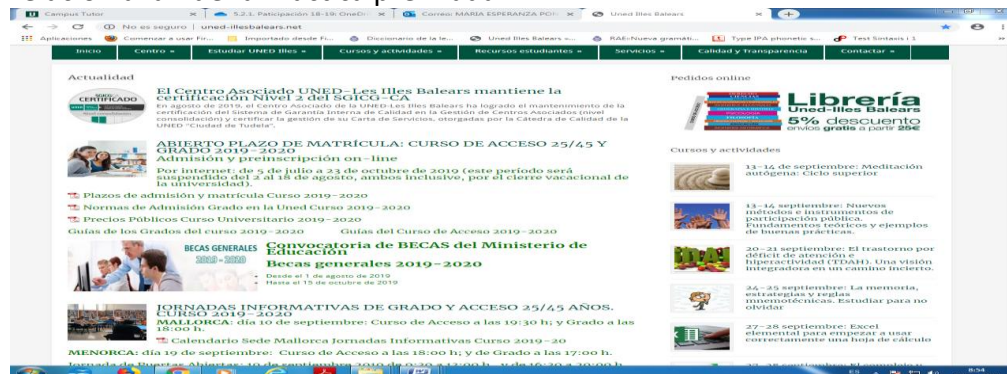 Campus Tutor
5.2.1. Paticipación 18-19: OneDri
Correo: MARIA ESPERANZA PON
Uned Illes Balears
No es seguro | uned-illesbalears.net
Aplicaciones
Comenzar a usar Fir...
Importado desde Fi...
Diccionario de la le...
Uned Illes Balears »...
RAE»Nueva gramáti...
Type IPA phonetic s...
Test Sintaxis i 1
Inicio
Centro »
Estudiar UNED Illes »
Cursos y actividades »
Recursos estudiantes »
Servicios »
Calidad y Transparencia
Contactar »
Actualidad
CERTIFICADO
El Centro Asociado UNED-Les Illes Balears mantiene la
certificación Nivel 2 del SGICG-CA
En agosto de 2019, el Centro Asociado de la UNED-Les Illes Balears ha logrado el mantenimiento de la
certificación del Sistema de Garantía Interna de Calidad en la Gestión de Centros Asociados (nivel
consolidación) y certificar la gestión de su Carta de Servicios, otorgadas por la Cátedra de Calidad de la
UNED "Ciudad de Tudela".
ABIERTO PLAZO DE MATRÍCULA: CURSO DE ACCESO 25/45 Y
GRADO 2019-2020
Admisión y preinscripción on-line
Por internet: de 5 de julio a 23 de octubre de 2019 (este período será
suspendido del 2 al 18 de agosto, ambos inclusive, por el cierre vacacional de
la universidad).
Plazos de admisión y matrícula Curso 2019-2020
Normas de Admisión Grado en la Uned Curso 2019-2020
Precios Públicos Curso Universitario 2019-2020
Guías de los Grados del curso 2019-2020
Guías del Curso de Acceso 2019-2020
BECAS GENERALES
2019 - 2020
Convocatoria de BECAS del Ministerio de
Educación
Becas generales 2019-2020
Desde el 1 de agosto de 2019
Hasta el 15 de octubre de 2019
JORNADAS INFORMATIVAS DE GRADO Y ACCESO 25/45 AÑOS.
CURSO 2019-2020
MALLORCA: día 10 de septiembre: Curso de Acceso a las 19:30 h; y Grado a las
18:00 h.
Calendario Sede Mallorca Jornadas Informativas Curso 2019-20
MENORCA: día 19 de septiembre: Curso de Acceso a las 18:00 h; y de Grado a las 17:00 h.
Pedidos online
Librería
Uned-Illes Balears
5% descuento
envíos gratis a partir 25€
Cursos y actividades
13-14 de septiembre: Meditación
autógena: Ciclo superior
13-14 septiembre: Nuevos
métodos e instrumentos de
participación pública.
Fundamentos teóricos y ejemplos
de buenas prácticas.
20-21 septiembre: El trastorno por
déficit de atención e
hiperactividad (TDAH). Una visión
integradora en un camino incierto.
24-25 septiembre: La memoria,
estrategias y reglas
mnemotécnicas. Estudiar para no
olvidar
27-28 septiembre: Excel
elemental para empezar a usar
correctamente una hoja de cálculo
ES
8:54